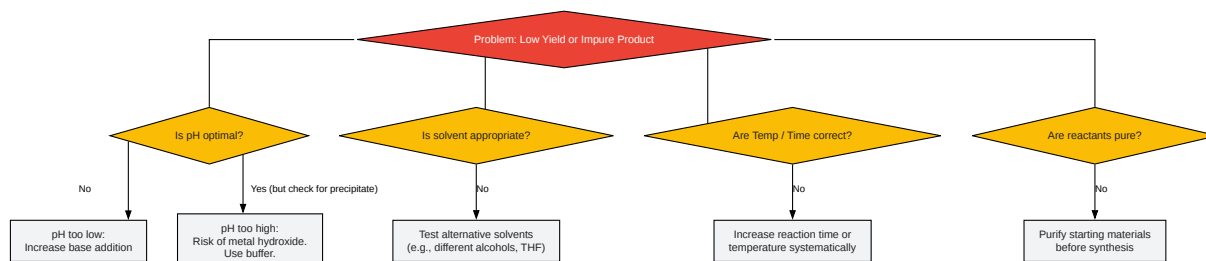 Problem: Low Yield or Impure Product
Is pH optimal?
Is solvent appropriate?
Are Temp / Time correct?
Are reactants pure?
No
Yes (but check for precipitate)
No
No
No
pH too low:
Increase base addition
pH too high:
Risk of metal hydroxide.
Use buffer.
Test alternative solvents
(e.g., different alcohols, THF)
Increase reaction time or
temperature systematically
Purify starting materials
before synthesis